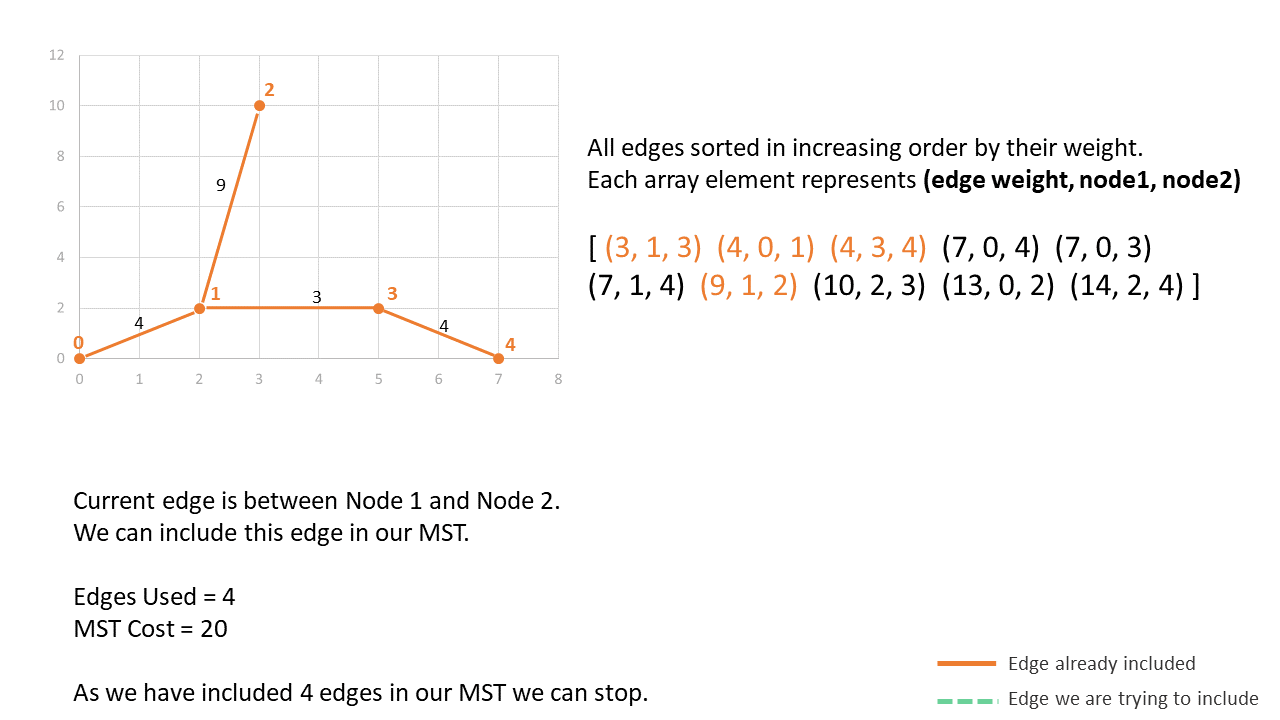 12
10
8
6
4
2
0
0 1 2 3 4 5 6 7 8
2
9
1
3
3
4
0
4
4
All edges sorted in increasing order by their weight.
Each array element represents (edge weight, node1, node2)
[ (3, 1, 3) (4, 0, 1) (4, 3, 4) (7, 0, 4) (7, 0, 3)
(7, 1, 4) (9, 1, 2) (10, 2, 3) (13, 0, 2) (14, 2, 4) ]
Current edge is between Node 1 and Node 2.
We can include this edge in our MST.
Edges Used = 4
MST Cost = 20
As we have included 4 edges in our MST we can stop.
Edge already included
Edge we are trying to include